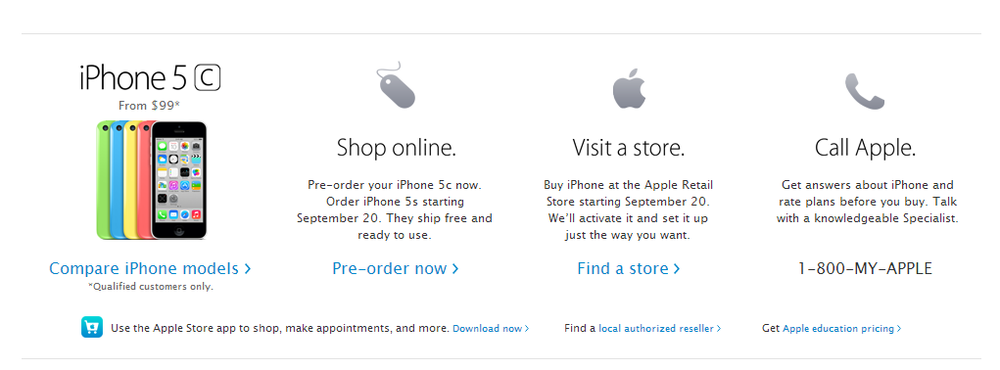 iPhone 5 C
From $99*
Compare iPhone models >
*Qualified customers only.
Shop online.
Pre-order your iPhone 5c now.
Order iPhone 5s starting
September 20. They ship free and
ready to use.
Pre-order now >
Visit a store.
Buy iPhone at the Apple Retail
Store starting September 20.
We'll activate it and set it up
just the way you want.
Find a store >
Call Apple.
Get answers about iPhone and
rate plans before you buy. Talk
with a knowledgeable Specialist.
1-800-MY-APPLE
Use the Apple Store app to shop, make appointments, and more. Download now >
Find a local authorized reseller >
Get Apple education pricing >